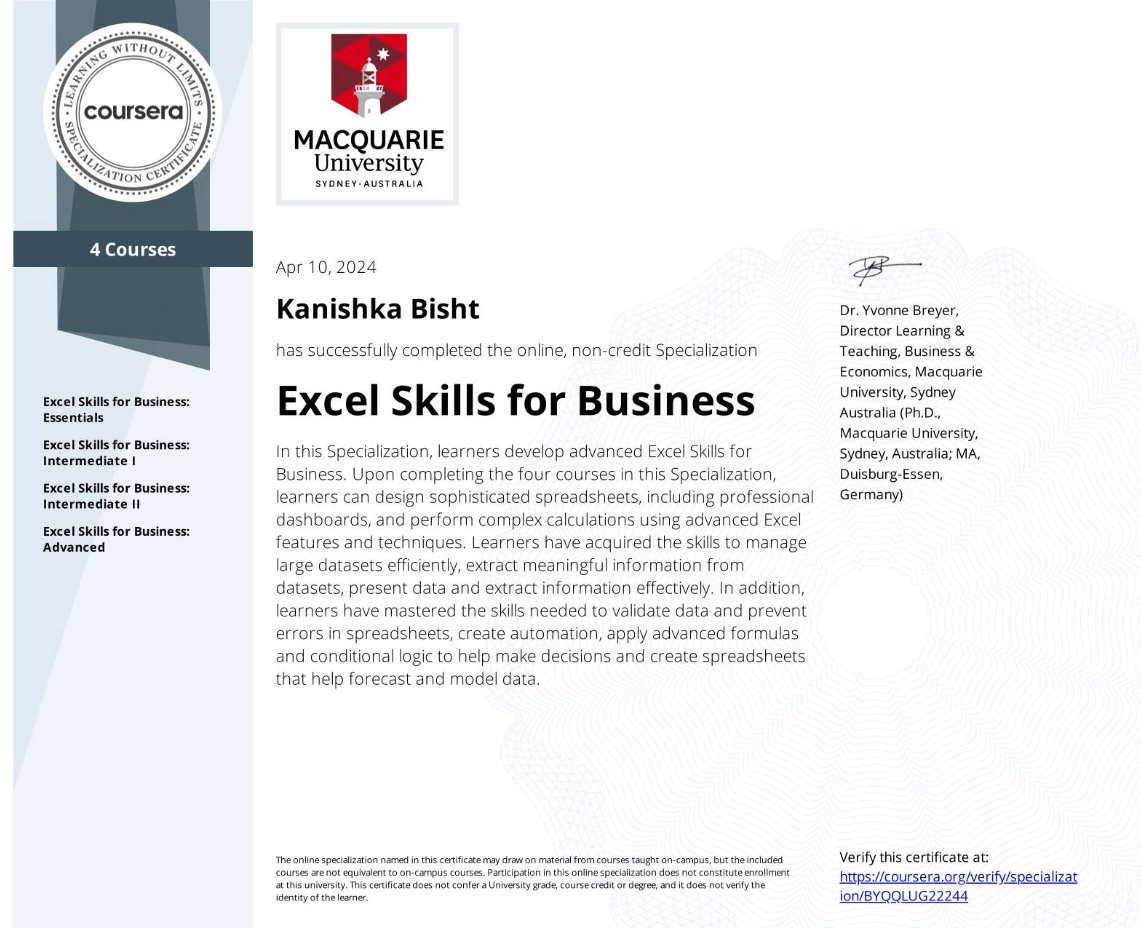 LEARNING WITHOUT LIMITS
coursera
SPECIALIZATION CERTIFICATE
4 Courses
Excel Skills for Business:
Essentials
Excel Skills for Business:
Intermediate I
Excel Skills for Business:
Intermediate II
Excel Skills for Business:
Advanced
MACQUARIE
University
SYDNEY·AUSTRALIA
Apr 10, 2024
Kanishka Bisht
has successfully completed the online, non-credit Specialization
Excel Skills for Business
In this Specialization, learners develop advanced Excel Skills for
Business. Upon completing the four courses in this Specialization,
learners can design sophisticated spreadsheets, including professional
dashboards, and perform complex calculations using advanced Excel
features and techniques. Learners have acquired the skills to manage
large datasets efficiently, extract meaningful information from
datasets, present data and extract information effectively. In addition,
learners have mastered the skills needed to validate data and prevent
errors in spreadsheets, create automation, apply advanced formulas
and conditional logic to help make decisions and create spreadsheets
that help forecast and model data.
Dr. Yvonne Breyer,
Director Learning &
Teaching, Business &
Economics, Macquarie
University, Sydney
Australia (Ph.D.,
Macquarie University,
Sydney, Australia; MA,
Duisburg-Essen,
Germany)
The online specialization named in this certificate may draw on material from courses taught on-campus, but the included
courses are not equivalent to on-campus courses. Participation in this online specialization does not constitute enrollment
at this university. This certificate does not confer a University grade, course credit or degree, and it does not verify the
identity of the learner.
Verify this certificate at:
https://coursera.org/verify/specializat
ion/BYQQLUG22244